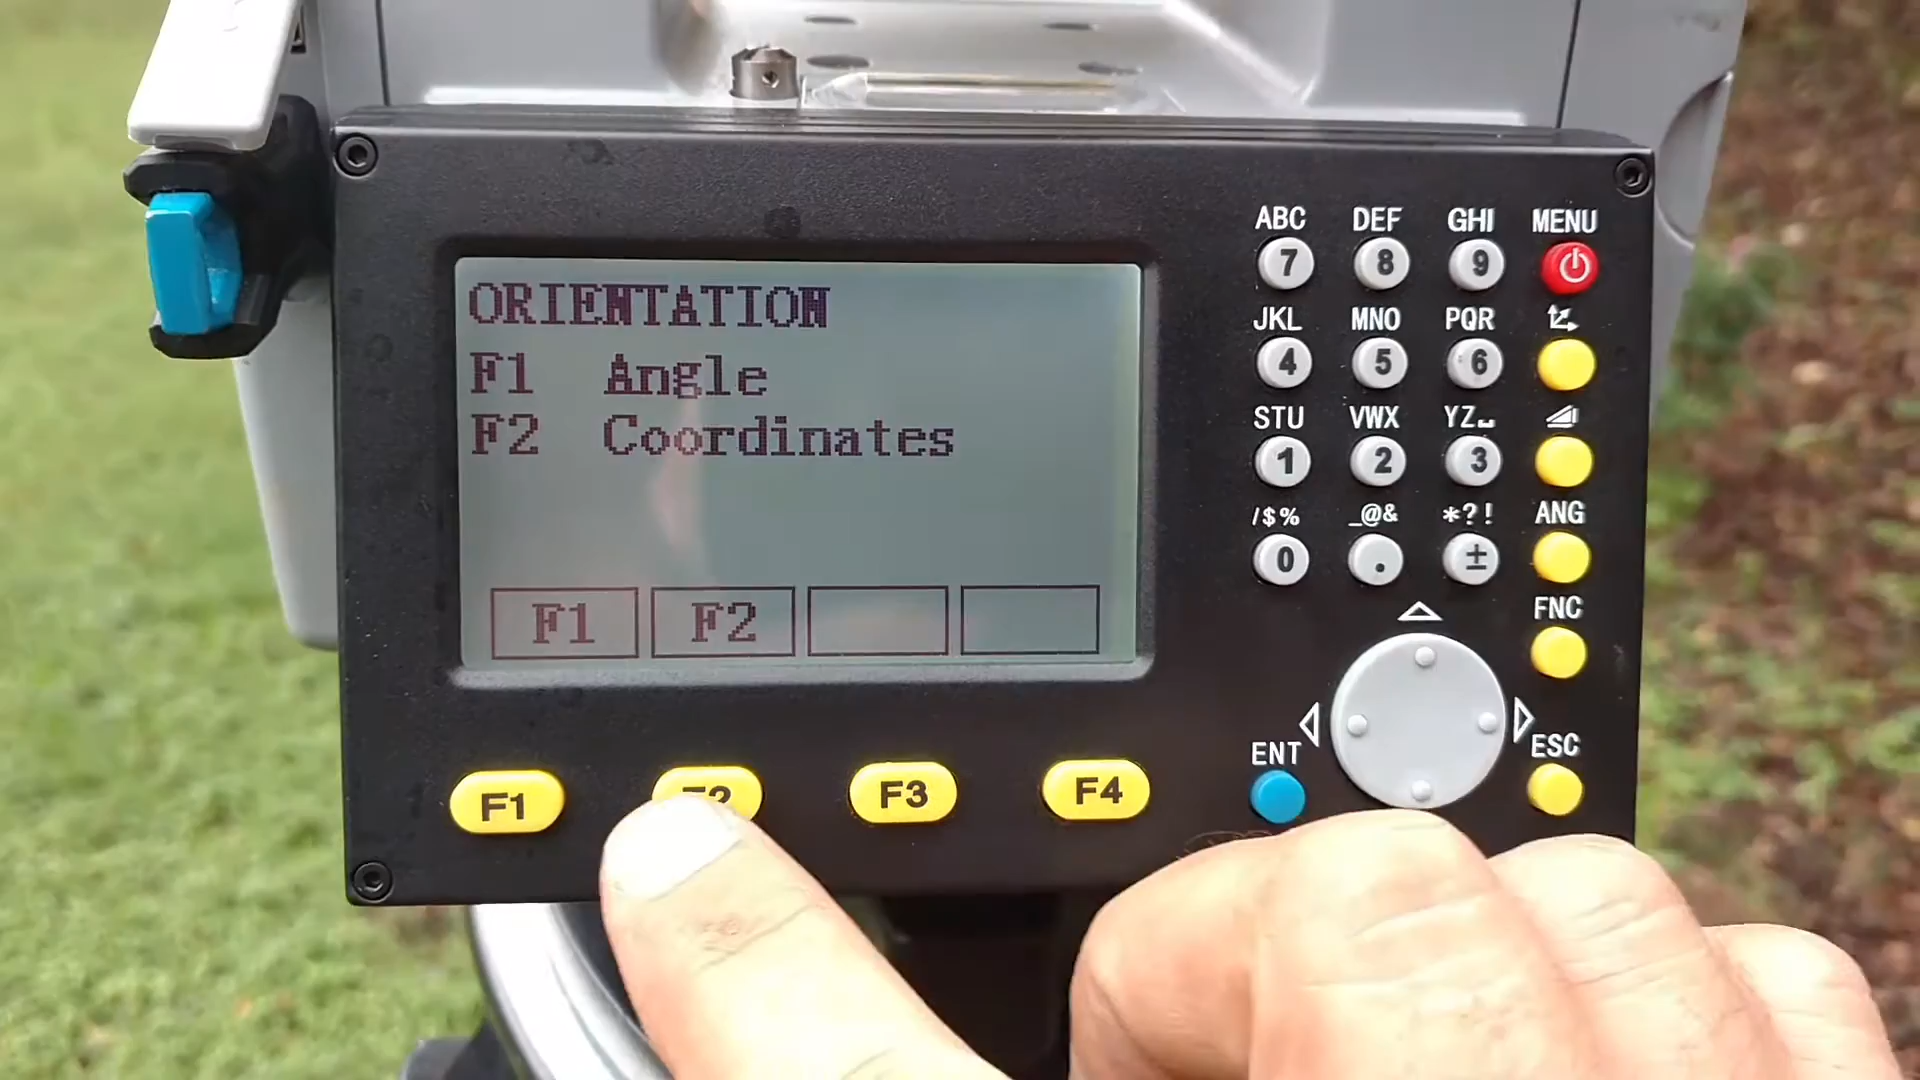 ORIENTATION
F1 Angle
F2 Coordinates
F1 F2
F1 F2 F3 F4
ABC DEF GHI MENU
7 8 9
JKL MNO PQR
4 5 6
STU VWX YZ
1 2 3
/$% _@& *?! ANG
0 . ±
FNC
ENT ESC